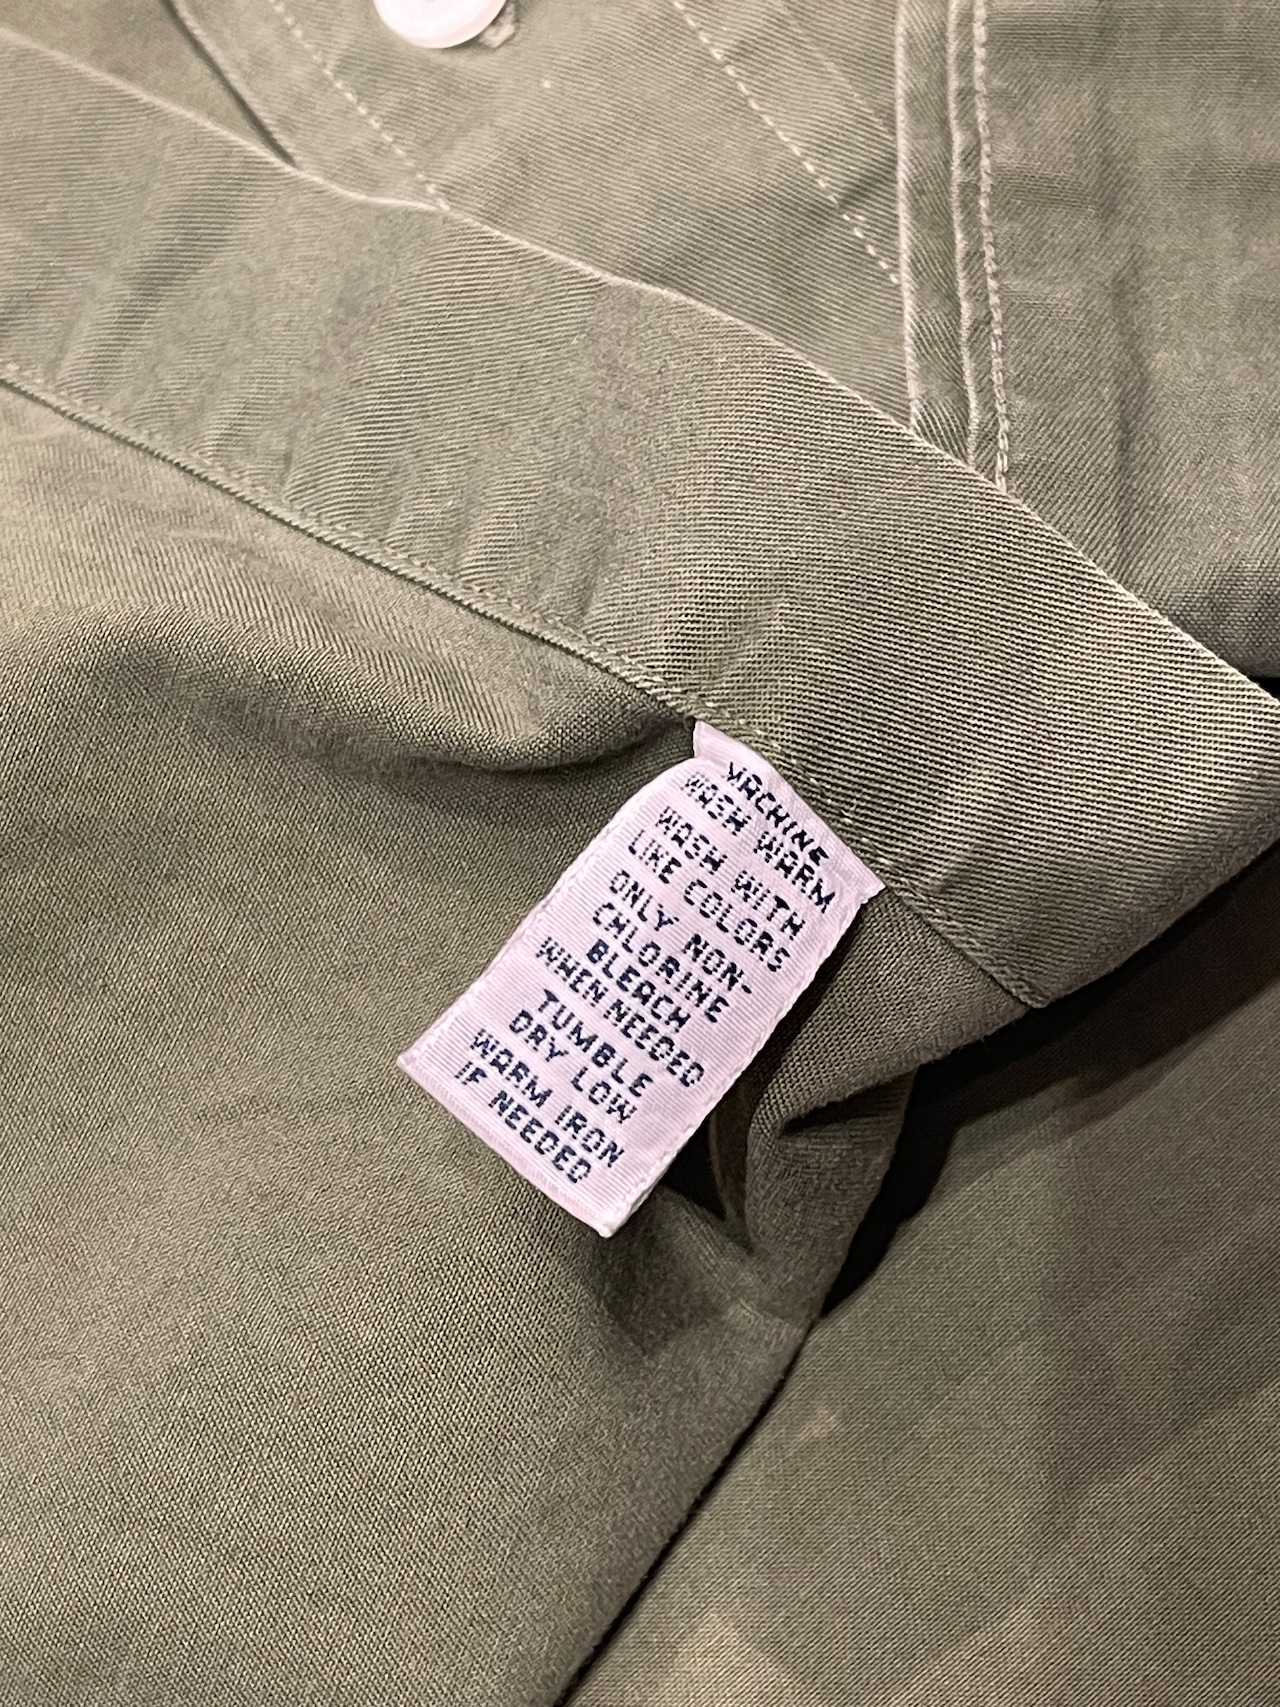 MACHINE
WASH WARM
WASH WITH
LIKE COLORS
ONLY NON-
CHLORINE
BLEACH
WHEN NEEDED
TUMBLE
DRY LOW
WARM IRON
IF NEEDED